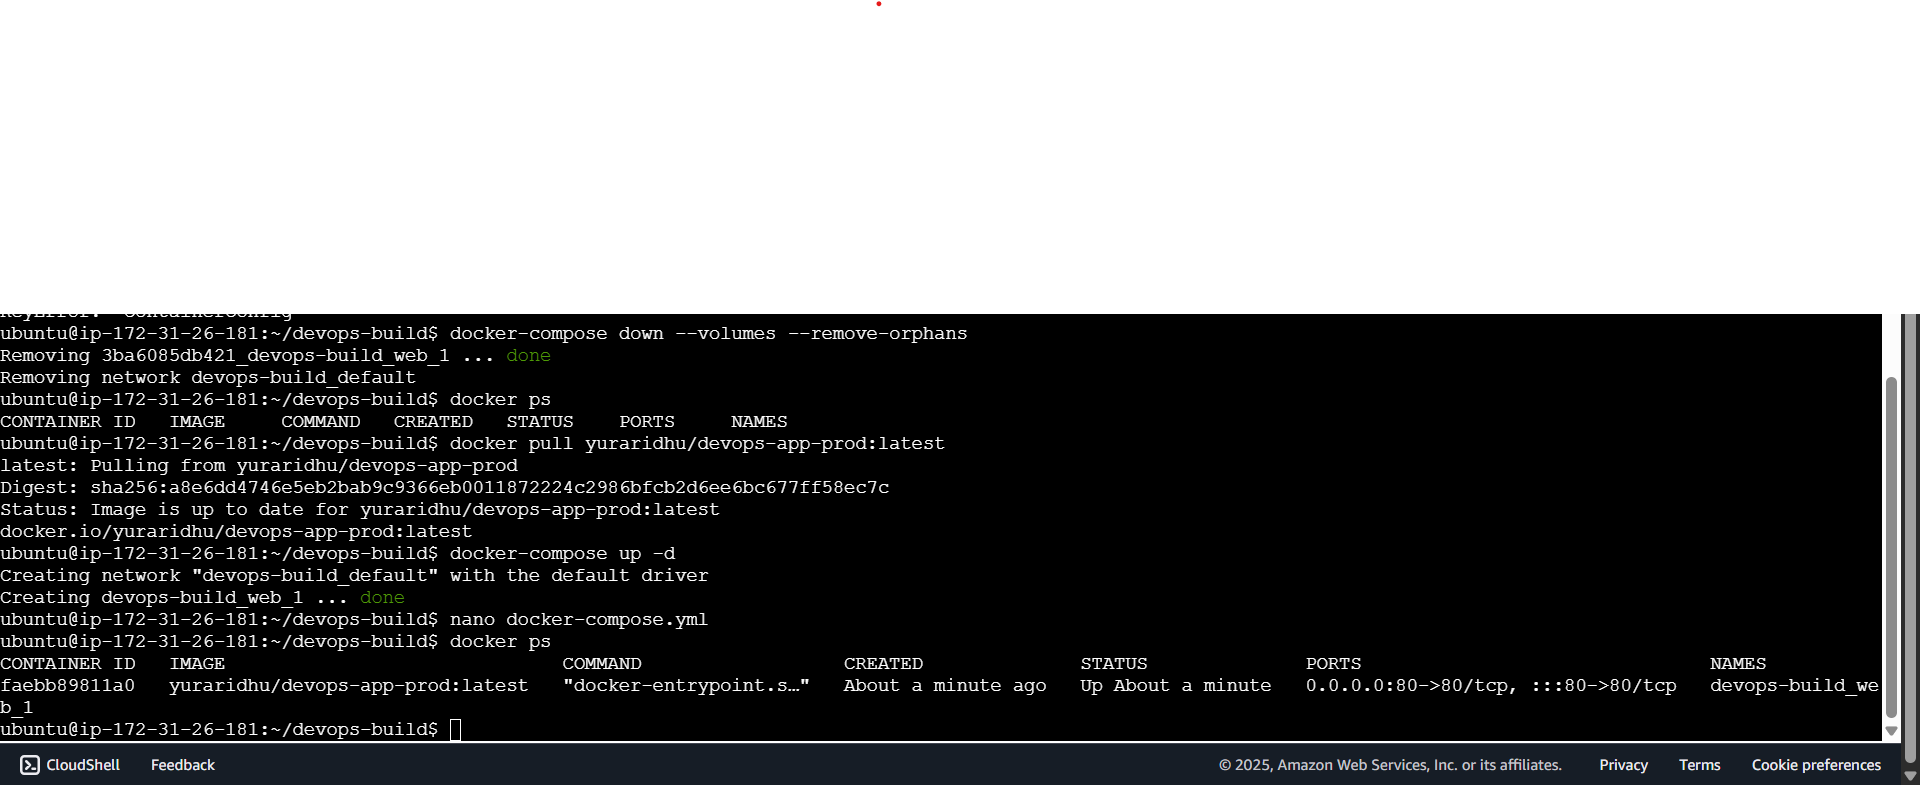 KeyError: 'ContainerConfig'
ubuntu@ip-172-31-26-181:~/devops-build$ docker-compose down --volumes --remove-orphans
Removing 3ba6085db421_devops-build_web_1 ... done
Removing network devops-build_default
ubuntu@ip-172-31-26-181:~/devops-build$ docker ps
CONTAINER ID   IMAGE     COMMAND   CREATED   STATUS    PORTS     NAMES
ubuntu@ip-172-31-26-181:~/devops-build$ docker pull yuraridhu/devops-app-prod:latest
latest: Pulling from yuraridhu/devops-app-prod
Digest: sha256:a8e6dd4746e5eb2bab9c9366eb0011872224c2986bfcb2d6ee6bc677ff58ec7c
Status: Image is up to date for yuraridhu/devops-app-prod:latest
docker.io/yuraridhu/devops-app-prod:latest
ubuntu@ip-172-31-26-181:~/devops-build$ docker-compose up -d
Creating network "devops-build_default" with the default driver
Creating devops-build_web_1 ... done
ubuntu@ip-172-31-26-181:~/devops-build$ nano docker-compose.yml
ubuntu@ip-172-31-26-181:~/devops-build$ docker ps
CONTAINER ID   IMAGE                              COMMAND                  CREATED              STATUS              PORTS                               NAMES
faebb89811a0   yuraridhu/devops-app-prod:latest   "docker-entrypoint.s…"   About a minute ago   Up About a minute   0.0.0.0:80->80/tcp, :::80->80/tcp   devops-build_we
b_1
ubuntu@ip-172-31-26-181:~/devops-build$
CloudShell Feedback © 2025, Amazon Web Services, Inc. or its affiliates. Privacy Terms Cookie preferences